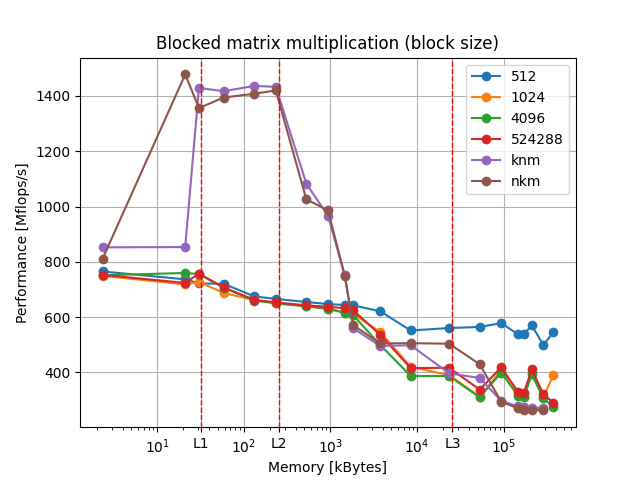 Blocked matrix multiplication (block size)
Performance [Mflops/s]
1400
1200
1000
800
600
400
512
1024
4096
524288
knm
nkm
10¹ L1 10² L2 10³ 10⁴ L3 10⁵
Memory [kBytes]